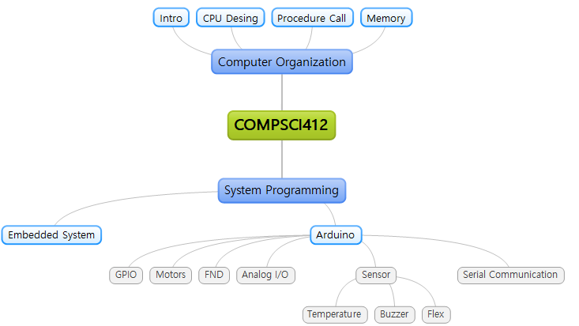 Intro
CPU Desing
Procedure Call
Memory
Computer Organization
COMPSCI412
System Programming
Embedded System
Arduino
GPIO
Motors
FND
Analog I/O
Sensor
Serial Communication
Temperature
Buzzer
Flex